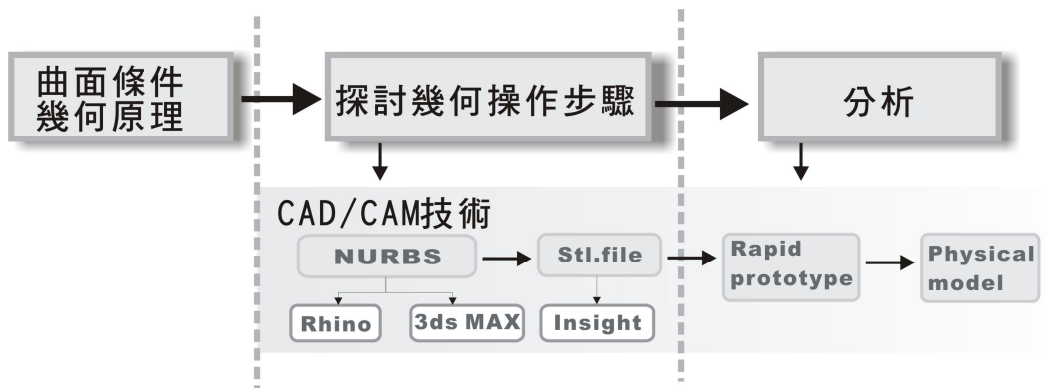 曲面條件
幾何原理
探討幾何操作步驟
分析
CAD/CAM技術
NURBS
Stl.file
Rapid
prototype
Physical
model
Rhino
3ds MAX
Insight